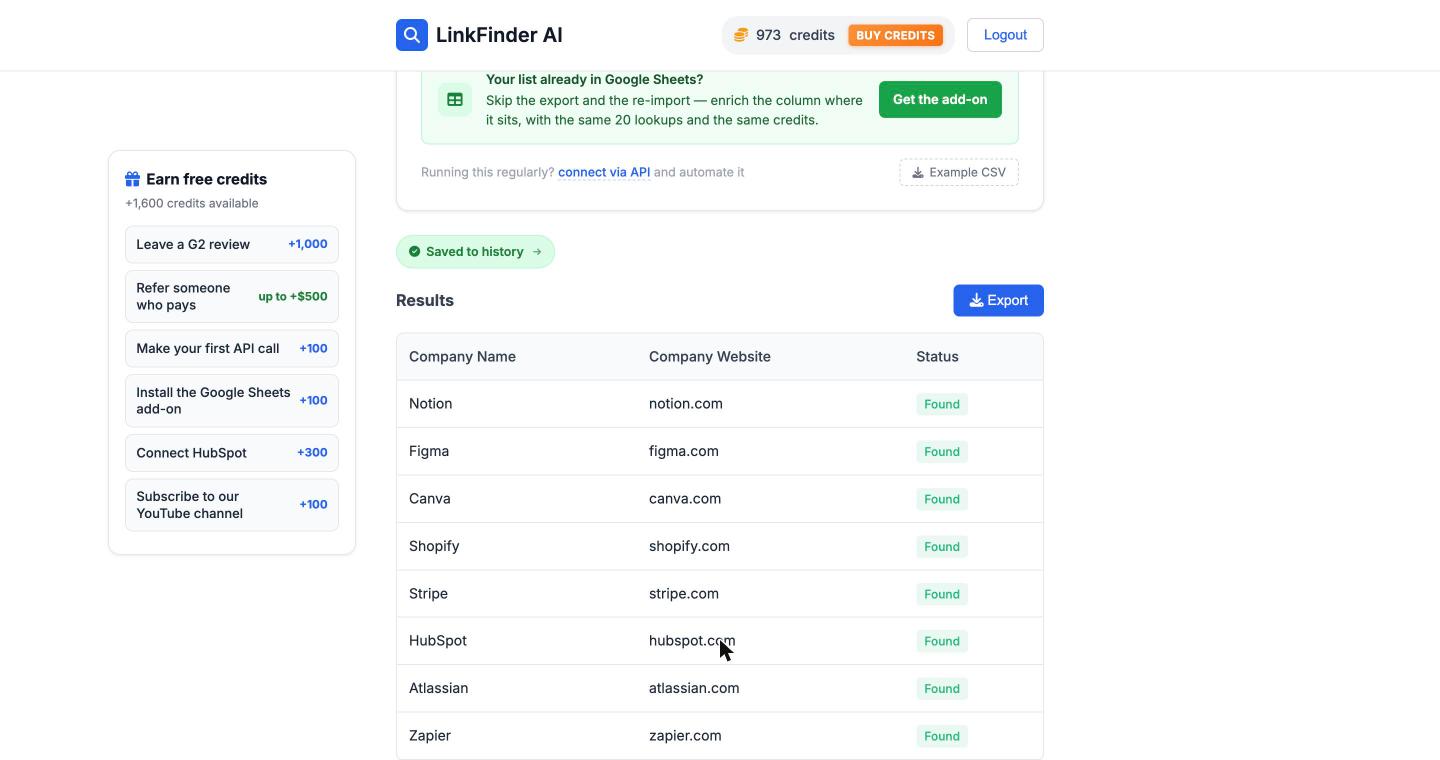 LinkFinder AI
973 credits
BUY CREDITS
Logout
Your list already in Google Sheets?
Skip the export and the re-import — enrich the column where
it sits, with the same 20 lookups and the same credits.
Get the add-on
Running this regularly? connect via API and automate it
Example CSV
Earn free credits
+1,600 credits available
Leave a G2 review +1,000
Refer someone
who pays
up to +$500
Make your first API call +100
Install the Google Sheets
add-on
+100
Connect HubSpot +300
Subscribe to our
YouTube channel
+100
Saved to history →
Results
Export
Company Name Company Website Status
Notion notion.com Found
Figma figma.com Found
Canva canva.com Found
Shopify shopify.com Found
Stripe stripe.com Found
HubSpot hubspot.com Found
Atlassian atlassian.com Found
Zapier zapier.com Found